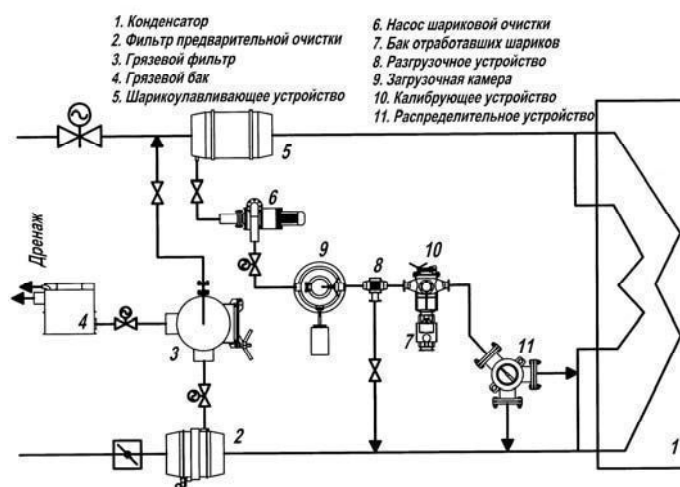 1. Конденсатор
2. Фильтр предварительной очистки
3. Грязевой фильтр
4. Грязевой бак
5. Шарикоулавливающее устройство
6. Насос шариковой очистки
7. Бак отработавших шариков
8. Разгрузочное устройство
9. Загрузочная камера
10. Калибрующее устройство
11. Распределительное устройство
5
6
9
8
10
Дренаж
4
3
7
11
2
1